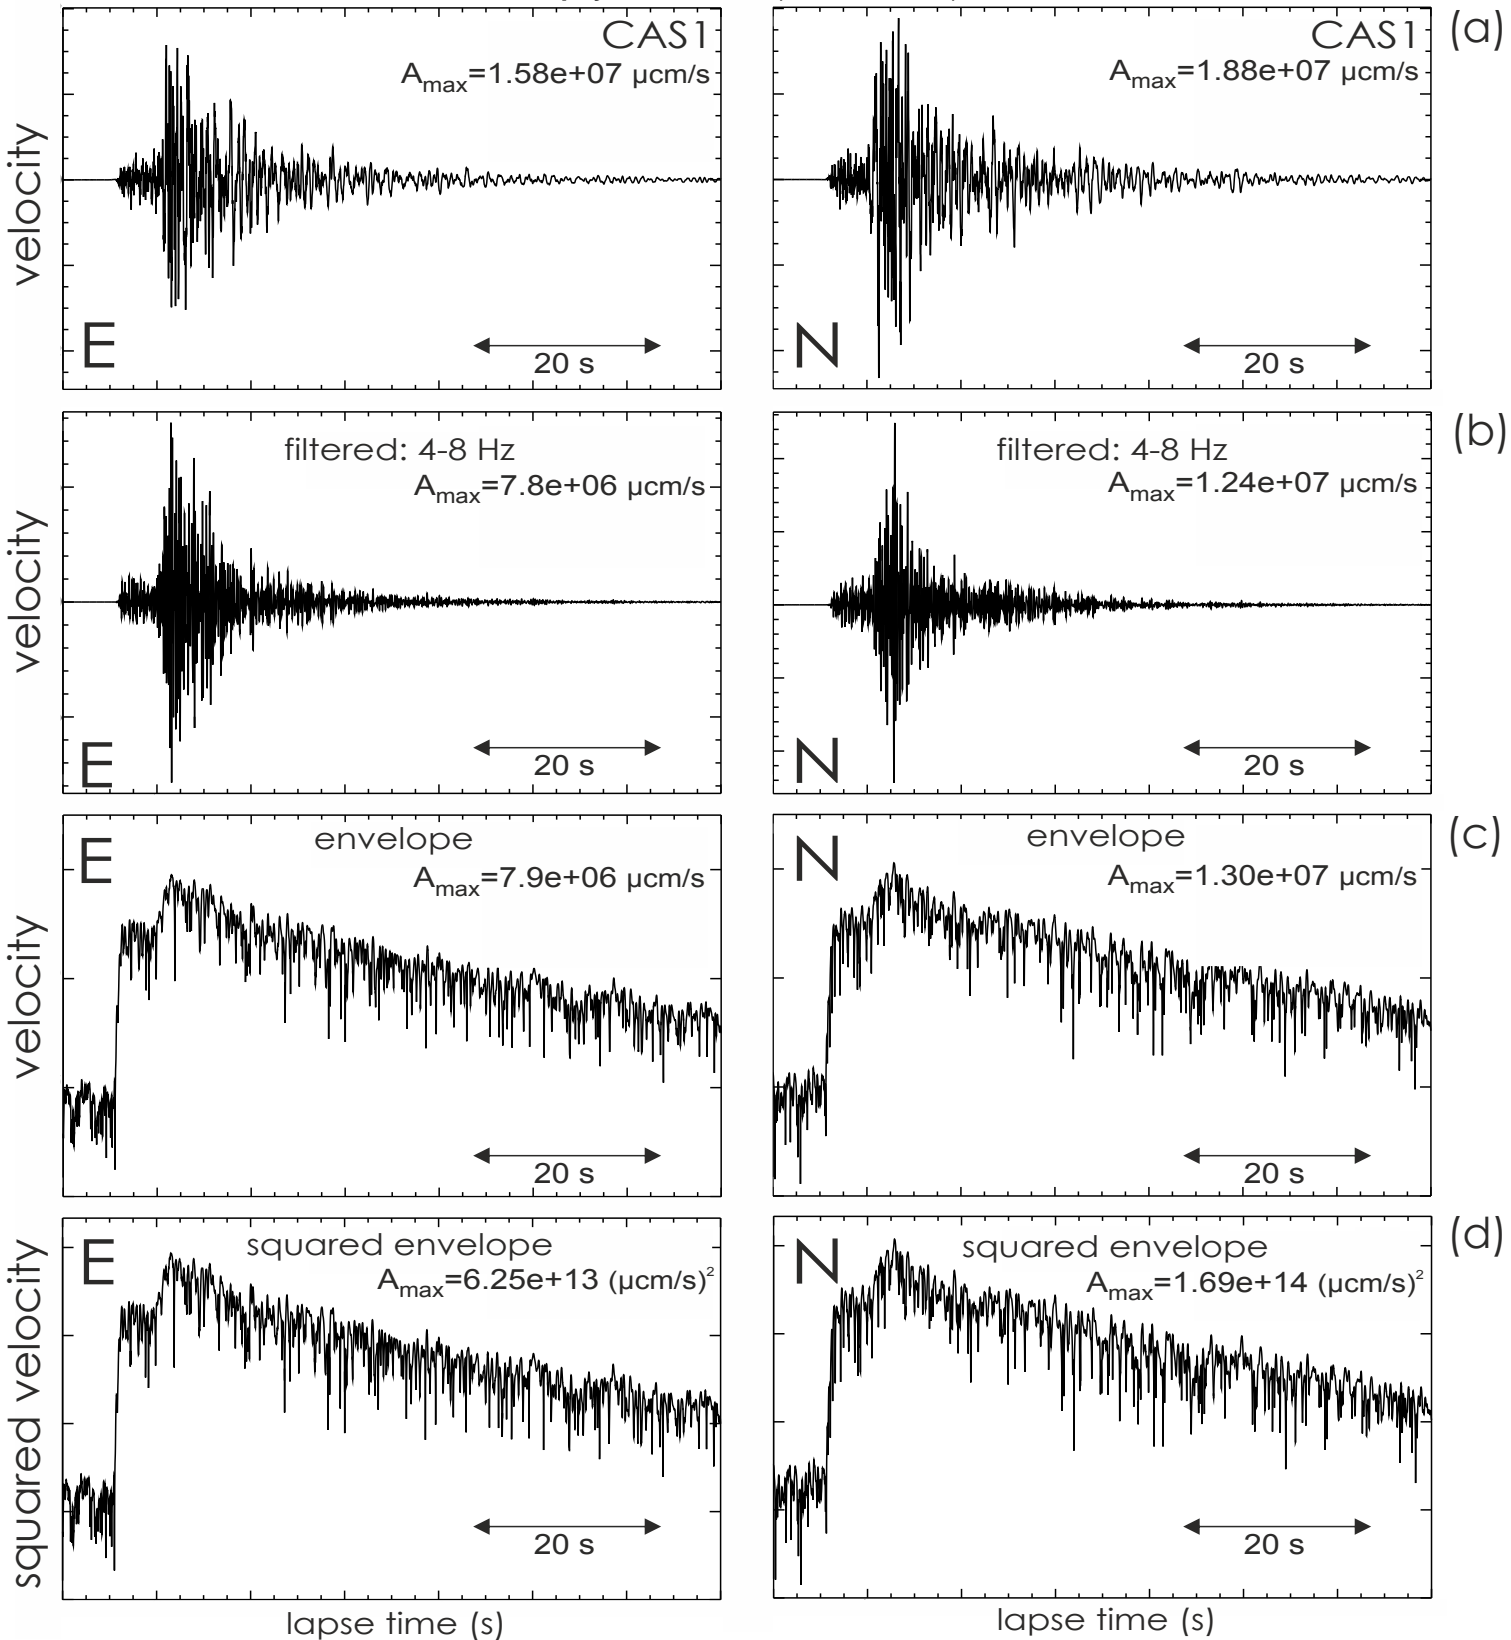 CAS1
Amax=1.58e+07 µcm/s
velocity
E
20 s
CAS1
Amax=1.88e+07 µcm/s
N
20 s
(a)
filtered: 4-8 Hz
Amax=7.8e+06 µcm/s
velocity
E
20 s
filtered: 4-8 Hz
Amax=1.24e+07 µcm/s
N
20 s
(b)
E
envelope
Amax=7.9e+06 µcm/s
velocity
20 s
N
envelope
Amax=1.30e+07 µcm/s
20 s
(c)
E
squared envelope
Amax=6.25e+13 (µcm/s)²
squared velocity
20 s
lapse time (s)
N
squared envelope
Amax=1.69e+14 (µcm/s)²
20 s
lapse time (s)
(d)